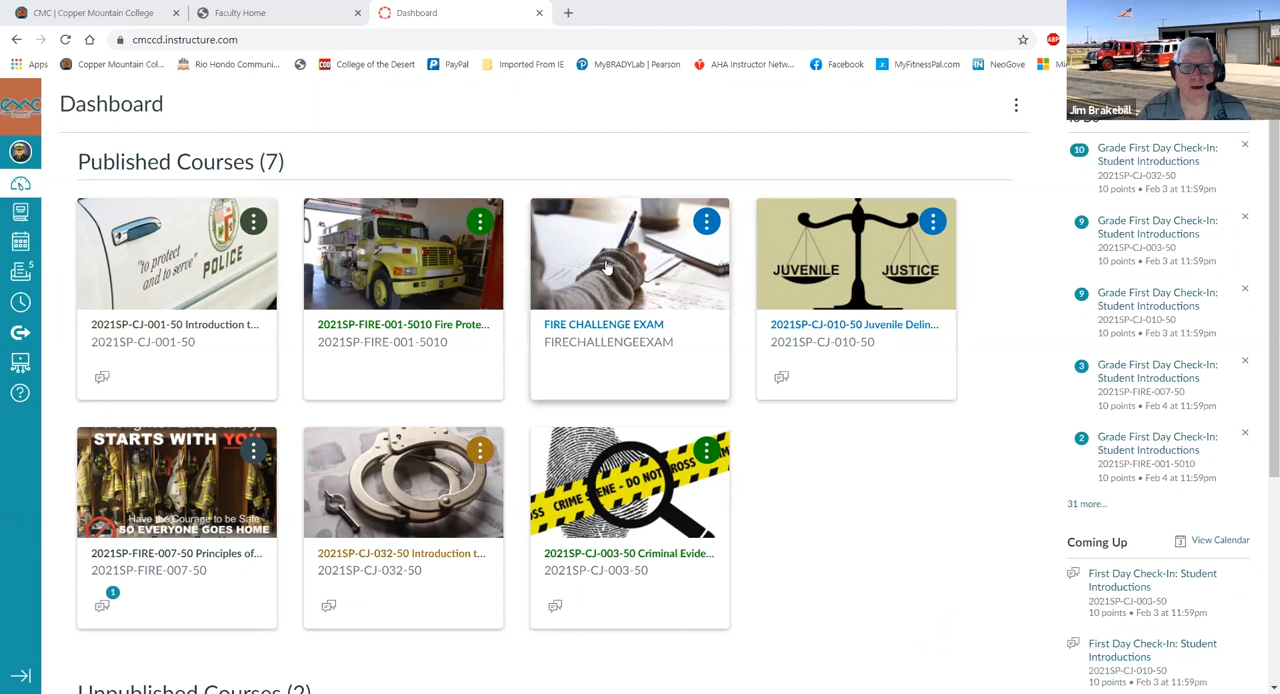 CMC | Copper Mountain College
Faculty Home
Dashboard
cmccd.instructure.com
ABP
Apps
Copper Mountain Col...
Rio Hondo Communi...
COD College of the Desert
PayPal
Imported From IE
MyBRADYLab | Pearson
AHA Instructor Netw...
Facebook
MyFitnessPal.com
NeoGove
Jim Brakebill
CMC
5
Dashboard
Published Courses (7)
"to protect
and to serve"
POLICE
2021SP-CJ-001-50 Introduction t...
2021SP-CJ-001-50
2021SP-FIRE-001-5010 Fire Prote...
2021SP-FIRE-001-5010
FIRE CHALLENGE EXAM
FIRECHALLENGEEXAM
JUVENILE JUSTICE
2021SP-CJ-010-50 Juvenile Delin...
2021SP-CJ-010-50
STARTS WITH YOU
Have the Courage to be Safe
SO EVERYONE GOES HOME
2021SP-FIRE-007-50 Principles of...
2021SP-FIRE-007-50
1
2021SP-CJ-032-50 Introduction t...
2021SP-CJ-032-50
2021SP-CJ-003-50 Criminal Evide...
2021SP-CJ-003-50
Unpublished Courses (2)
10
Grade First Day Check-In:
Student Introductions
2021SP-CJ-032-50
10 points • Feb 3 at 11:59pm
9
Grade First Day Check-In:
Student Introductions
2021SP-CJ-003-50
10 points • Feb 3 at 11:59pm
9
Grade First Day Check-In:
Student Introductions
2021SP-CJ-010-50
10 points • Feb 3 at 11:59pm
3
Grade First Day Check-In:
Student Introductions
2021SP-FIRE-007-50
10 points • Feb 4 at 11:59pm
2
Grade First Day Check-In:
Student Introductions
2021SP-FIRE-001-5010
10 points • Feb 4 at 11:59pm
31 more...
Coming Up
View Calendar
First Day Check-In: Student
Introductions
2021SP-CJ-003-50
10 points • Feb 3 at 11:59pm
First Day Check-In: Student
Introductions
2021SP-CJ-010-50
10 points • Feb 3 at 11:59pm